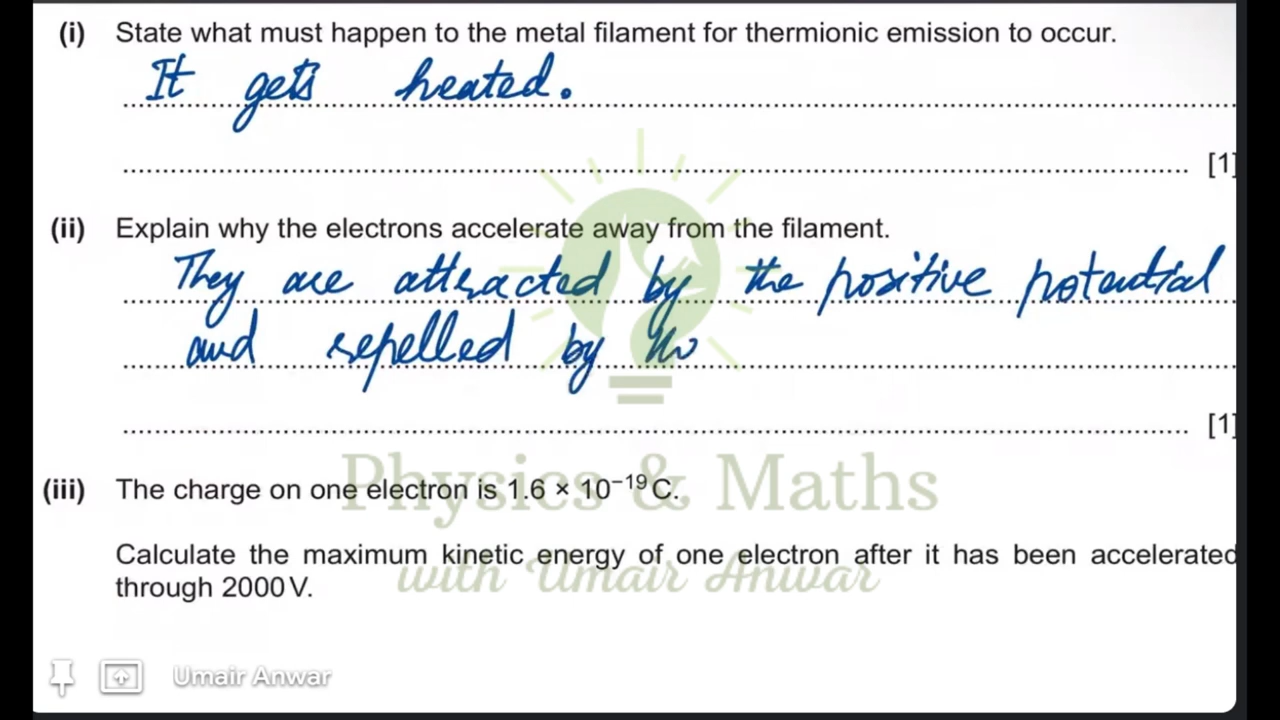 (i) State what must happen to the metal filament for thermionic emission to occur.
It gets heated.
[1]
(ii) Explain why the electrons accelerate away from the filament.
They are attracted by the positive potential
and repelled by
[1]
Physics & Maths
(iii) The charge on one electron is 1.6 × 10⁻¹⁹ C.
Calculate the maximum kinetic energy of one electron after it has been accelerated
with Umair Anwar
through 2000 V.
Umair Anwar